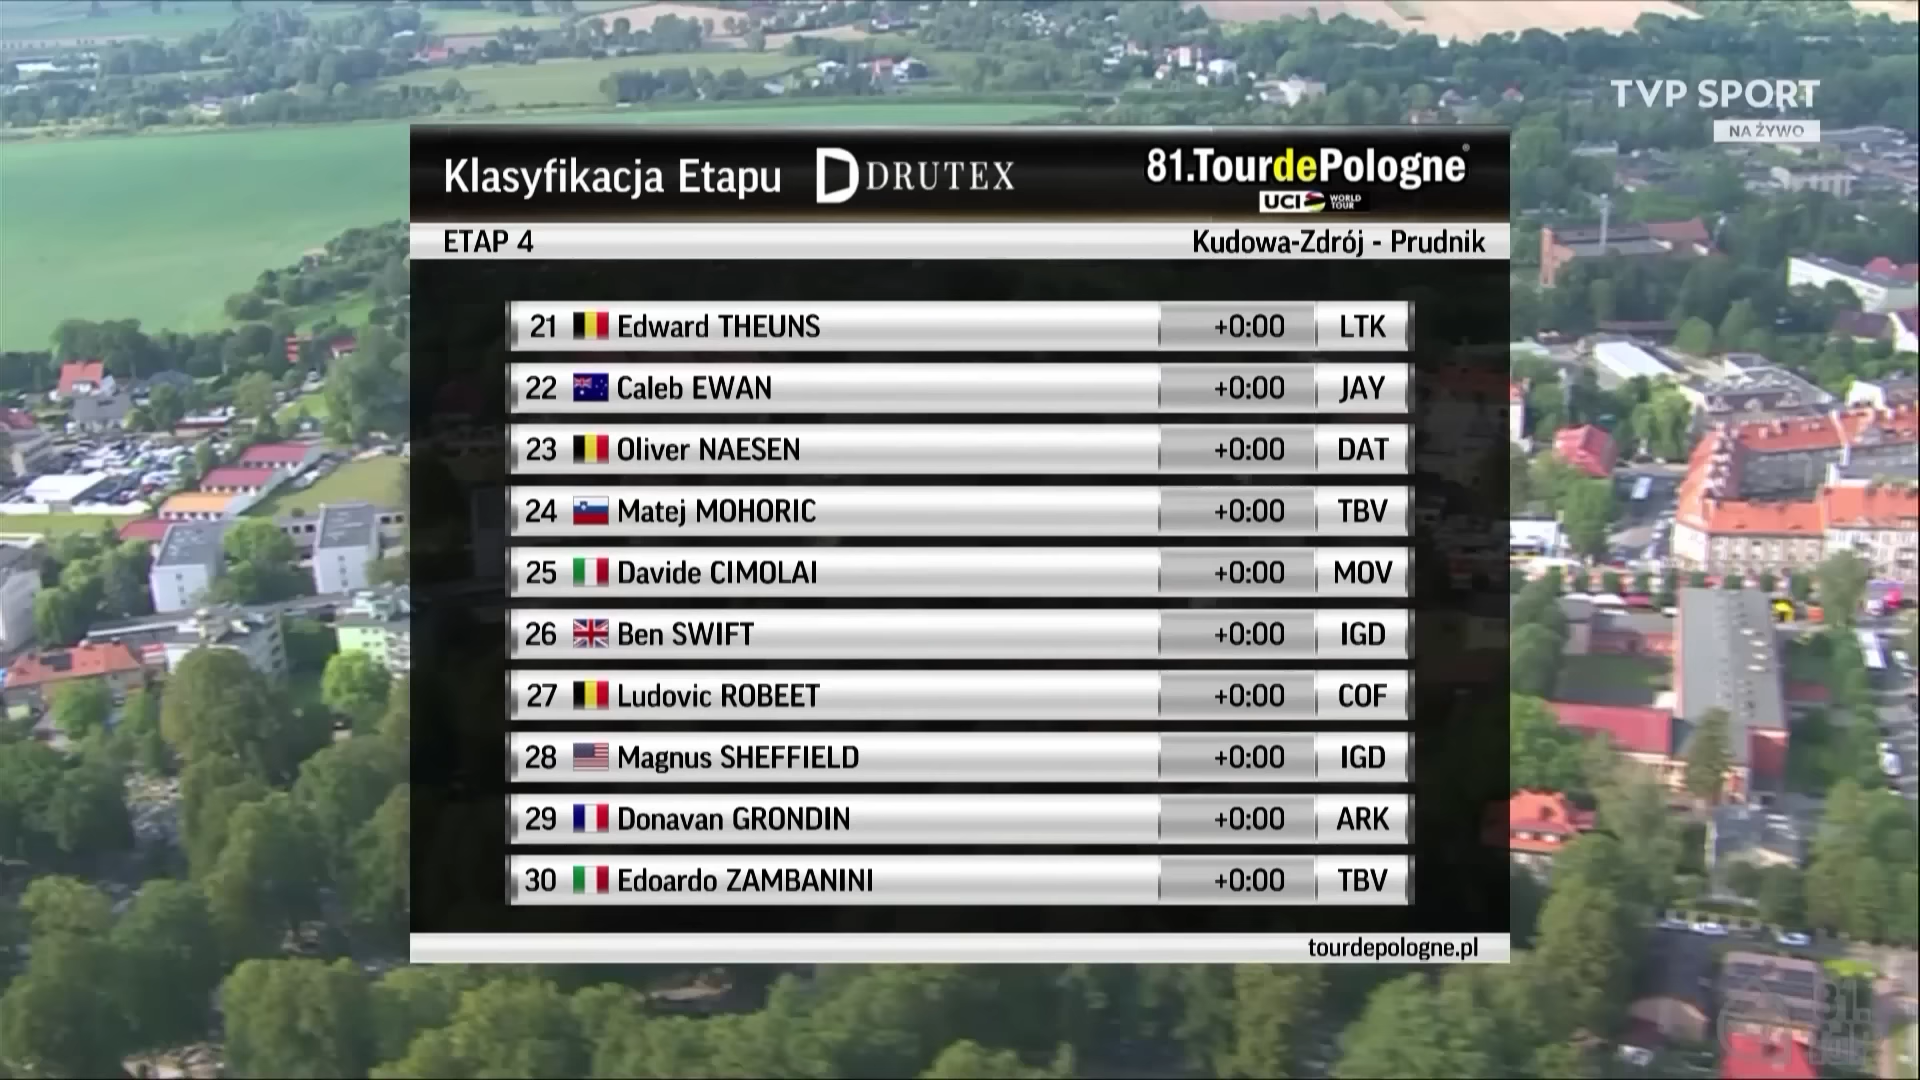 TVP SPORT
NA ŻYWO
Klasyfikacja Etapu DRUTEX 81.TourdePologne
UCI WORLD TOUR
ETAP 4 Kudowa-Zdrój - Prudnik
21 Edward THEUNS +0:00 LTK
22 Caleb EWAN +0:00 JAY
23 Oliver NAESEN +0:00 DAT
24 Matej MOHORIC +0:00 TBV
25 Davide CIMOLAI +0:00 MOV
26 Ben SWIFT +0:00 IGD
27 Ludovic ROBEET +0:00 COF
28 Magnus SHEFFIELD +0:00 IGD
29 Donavan GRONDIN +0:00 ARK
30 Edoardo ZAMBANINI +0:00 TBV
tourdepologne.pl
81.